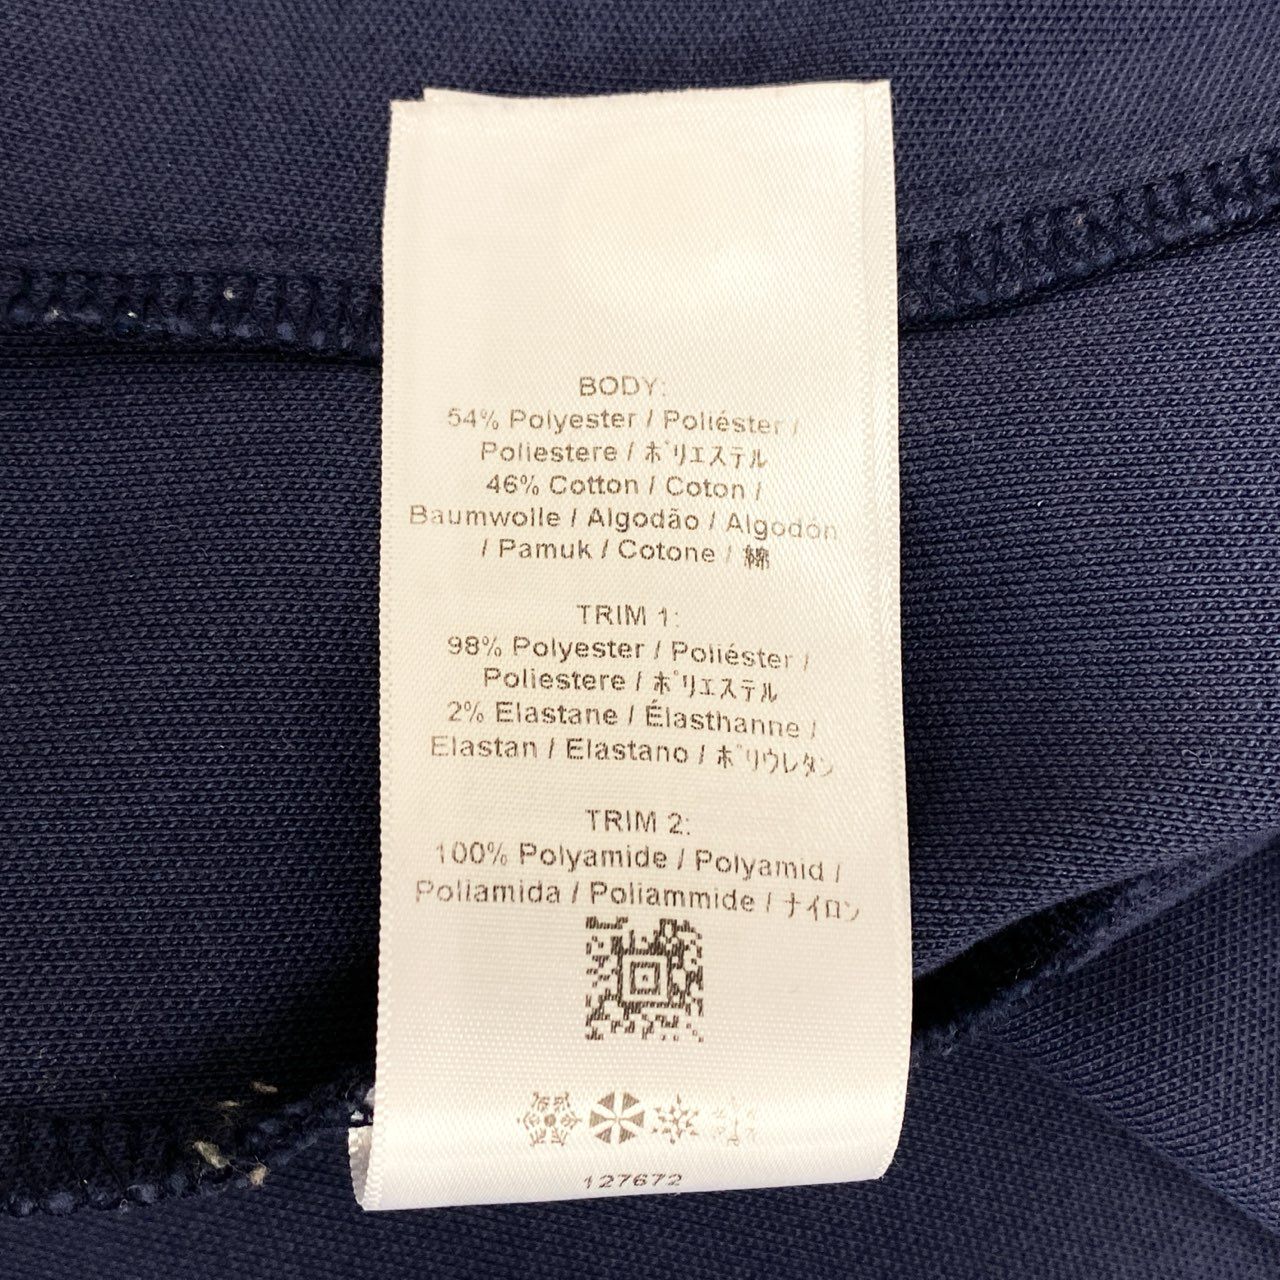 BODY:
54% Polyester / Poliéster /
Poliestere / ポリエステル
46% Cotton / Coton /
Baumwolle / Algodão / Algodón
/ Pamuk / Cotone / 綿
TRIM 1:
98% Polyester / Poliéster /
Poliestere / ポリエステル
2% Elastane / Élasthanne /
Elastan / Elastano / ポリウレタン
TRIM 2:
100% Polyamide / Polyamid /
Poliamida / Poliammide / ナイロン
127672